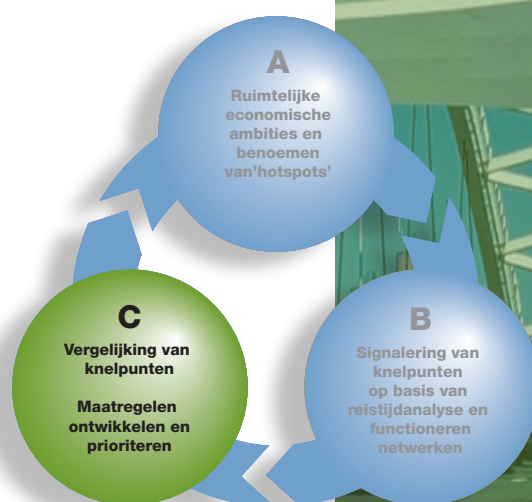 A
Ruimtelijke
economische
ambities en
benoemen
van'hotspots'
B
Signalering van
knelpunten
op basis van
reistijdanalyse en
functioneren
netwerken
C
Vergelijking van
knelpunten
Maatregelen
ontwikkelen en
prioriteren